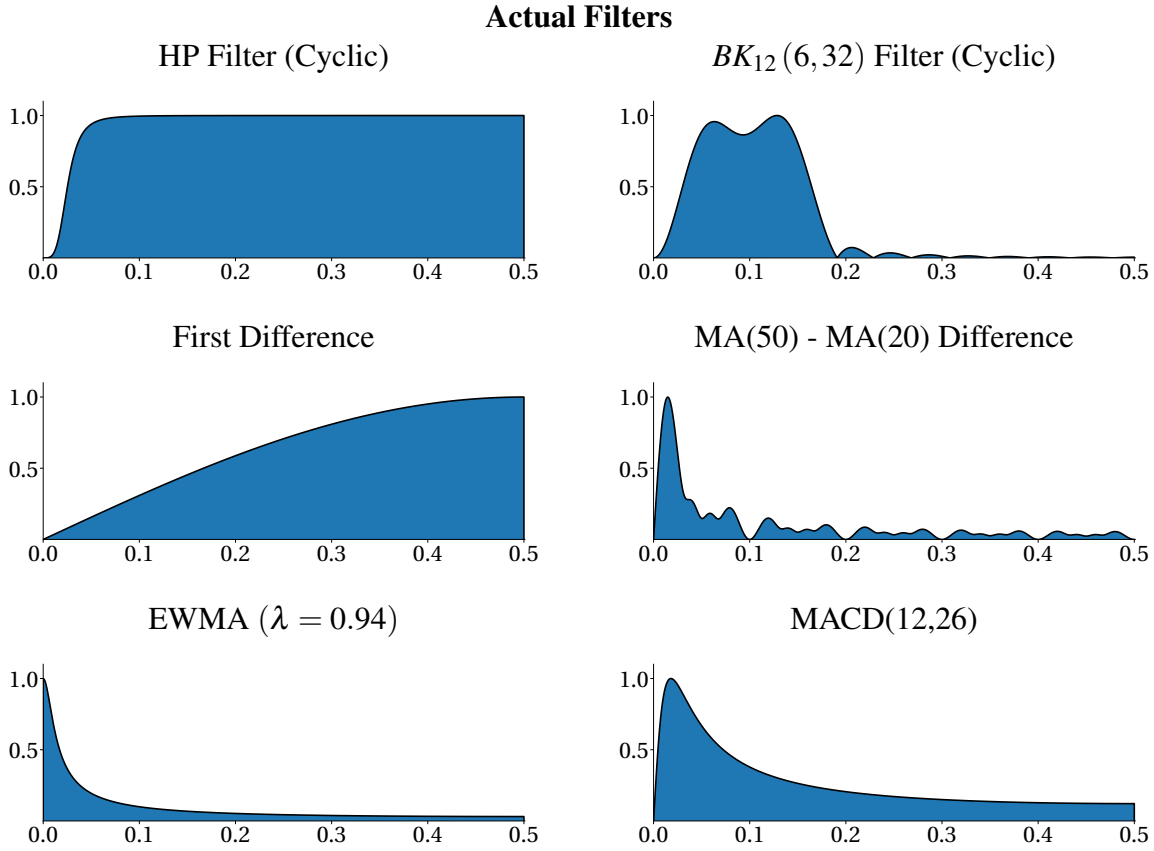 Actual Filters
HP Filter (Cyclic)
BK₁₂ (6, 32) Filter (Cyclic)
1.0
0.5
0.0 0.1 0.2 0.3 0.4 0.5
1.0
0.5
0.0 0.1 0.2 0.3 0.4 0.5
First Difference
MA(50) - MA(20) Difference
1.0
0.5
0.0 0.1 0.2 0.3 0.4 0.5
1.0
0.5
0.0 0.1 0.2 0.3 0.4 0.5
EWMA (λ = 0.94)
MACD(12,26)
1.0
0.5
0.0 0.1 0.2 0.3 0.4 0.5
1.0
0.5
0.0 0.1 0.2 0.3 0.4 0.5